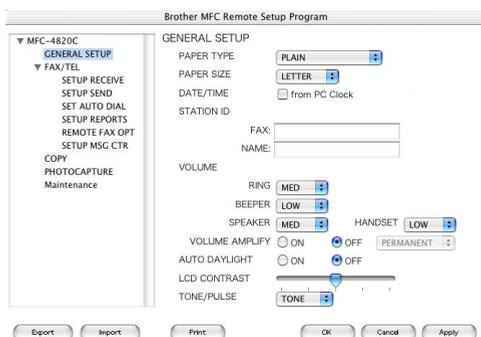 Brother MFC Remote Setup Program
MFC-4820C
GENERAL SETUP
FAX/TEL
SETUP RECEIVE
SETUP SEND
SET AUTO DIAL
SETUP REPORTS
REMOTE FAX OPT
SETUP MSG CTR
COPY
PHOTOCAPTURE
Maintenance
GENERAL SETUP
PAPER TYPE PLAIN
PAPER SIZE LETTER
DATE/TIME from PC Clock
STATION ID
FAX:
NAME:
VOLUME
RING MED
BEEPER LOW
SPEAKER MED HANDSET LOW
VOLUME AMPLIFY ON OFF PERMANENT
AUTO DAYLIGHT ON OFF
LCD CONTRAST
TONE/PULSE TONE
Export Import Print OK Cancel Apply